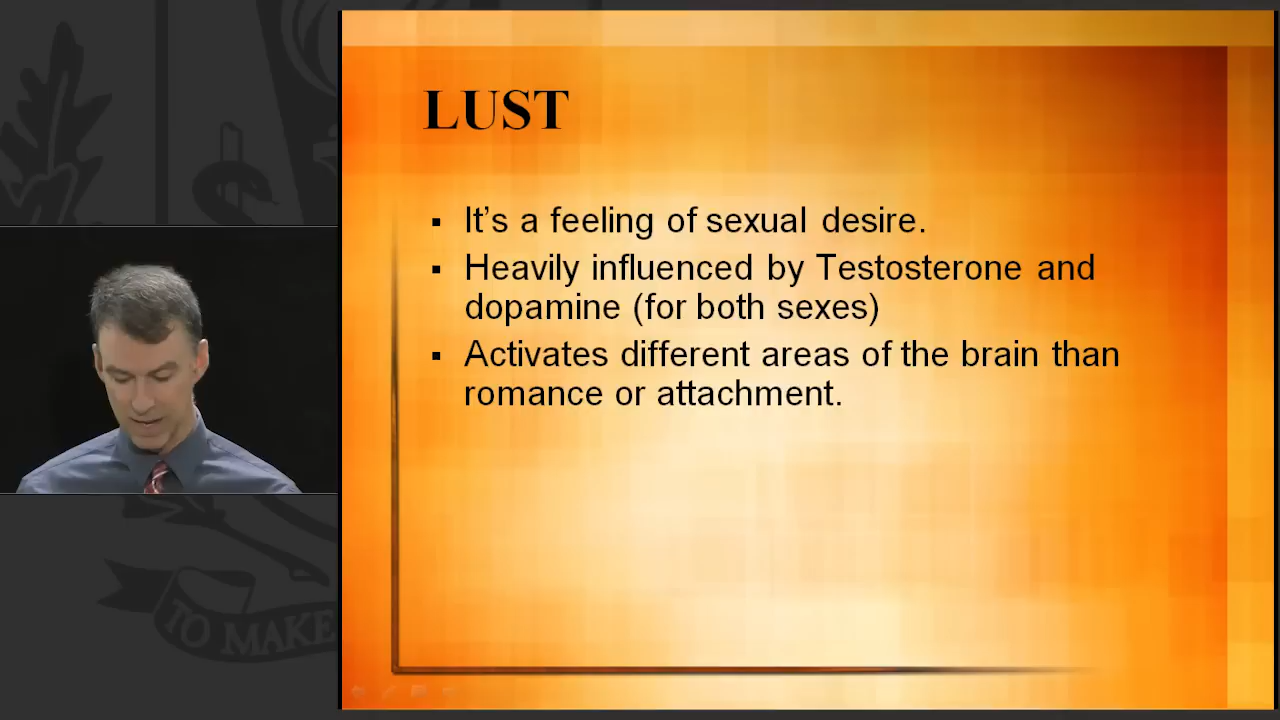 LUST
▪ It’s a feeling of sexual desire.
▪ Heavily influenced by Testosterone and
dopamine (for both sexes)
▪ Activates different areas of the brain than
romance or attachment.
TO MAKE